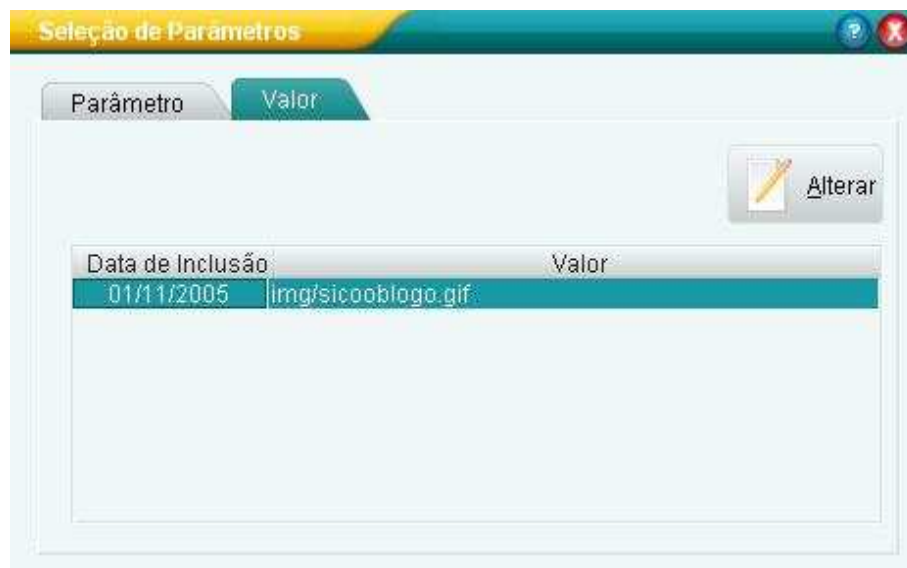 Seleção de Parâmetros
?
X
Parâmetro Valor
Alterar
Data de Inclusão Valor
01/11/2005 img/sicooblogo.gif